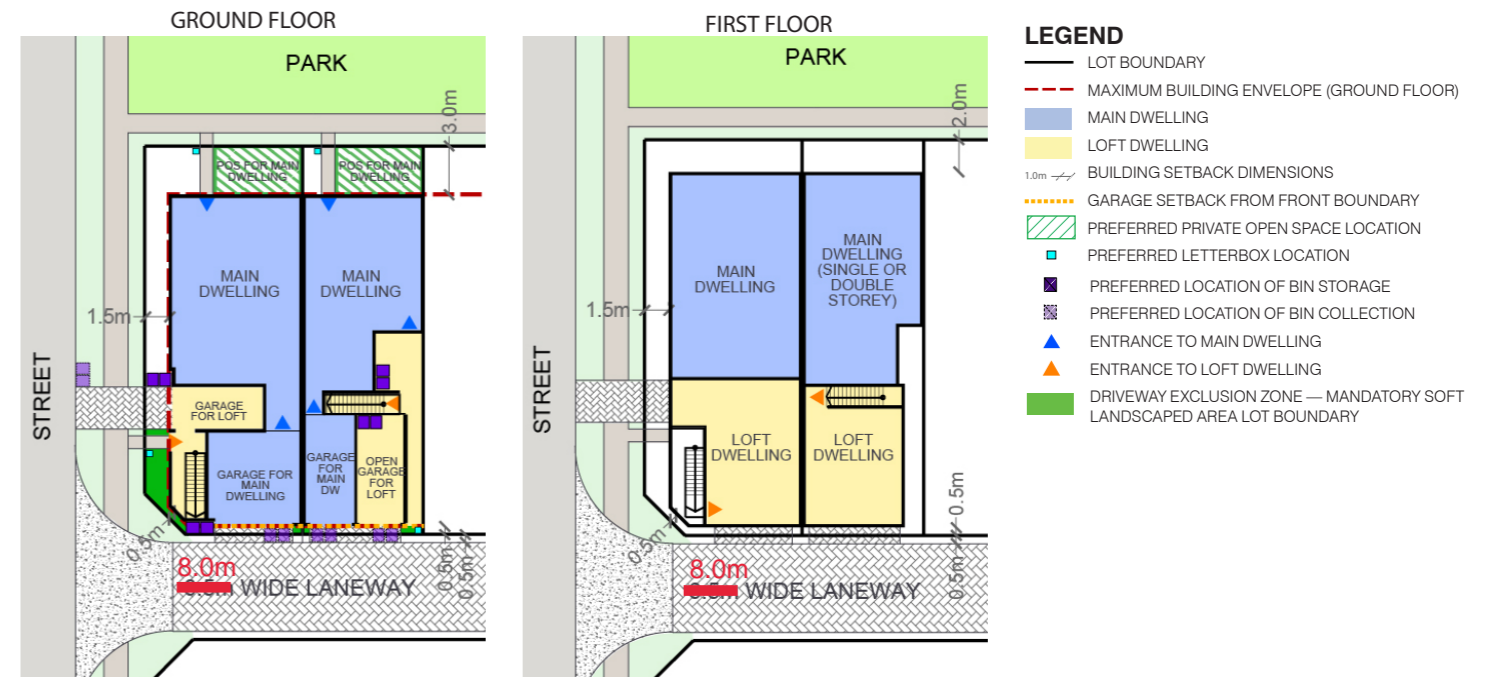 GROUND FLOOR
PARK
3.0m
POS FOR MAIN
DWELLING
POS FOR MAIN
DWELLING
MAIN
DWELLING
MAIN
DWELLING
1.5m
STREET
GARAGE
FOR LOFT
GARAGE FOR
MAIN
DWELLING
GARAGE
FOR
MAIN
DW
OPEN
GARAGE
FOR
LOFT
0.5m
8.0m
WIDE LANEWAY
0.5m
0.5m
FIRST FLOOR
PARK
2.0m
MAIN
DWELLING
MAIN
DWELLING
(SINGLE OR
DOUBLE
STOREY)
1.5m
STREET
LOFT
DWELLING
LOFT
DWELLING
0.5m
0.5m
8.0m
WIDE LANEWAY
0.5m
LEGEND
LOT BOUNDARY
MAXIMUM BUILDING ENVELOPE (GROUND FLOOR)
MAIN DWELLING
LOFT DWELLING
1.0m BUILDING SETBACK DIMENSIONS
GARAGE SETBACK FROM FRONT BOUNDARY
PREFERRED PRIVATE OPEN SPACE LOCATION
PREFERRED LETTERBOX LOCATION
PREFERRED LOCATION OF BIN STORAGE
PREFERRED LOCATION OF BIN COLLECTION
ENTRANCE TO MAIN DWELLING
ENTRANCE TO LOFT DWELLING
DRIVEWAY EXCLUSION ZONE — MANDATORY SOFT
LANDSCAPED AREA LOT BOUNDARY